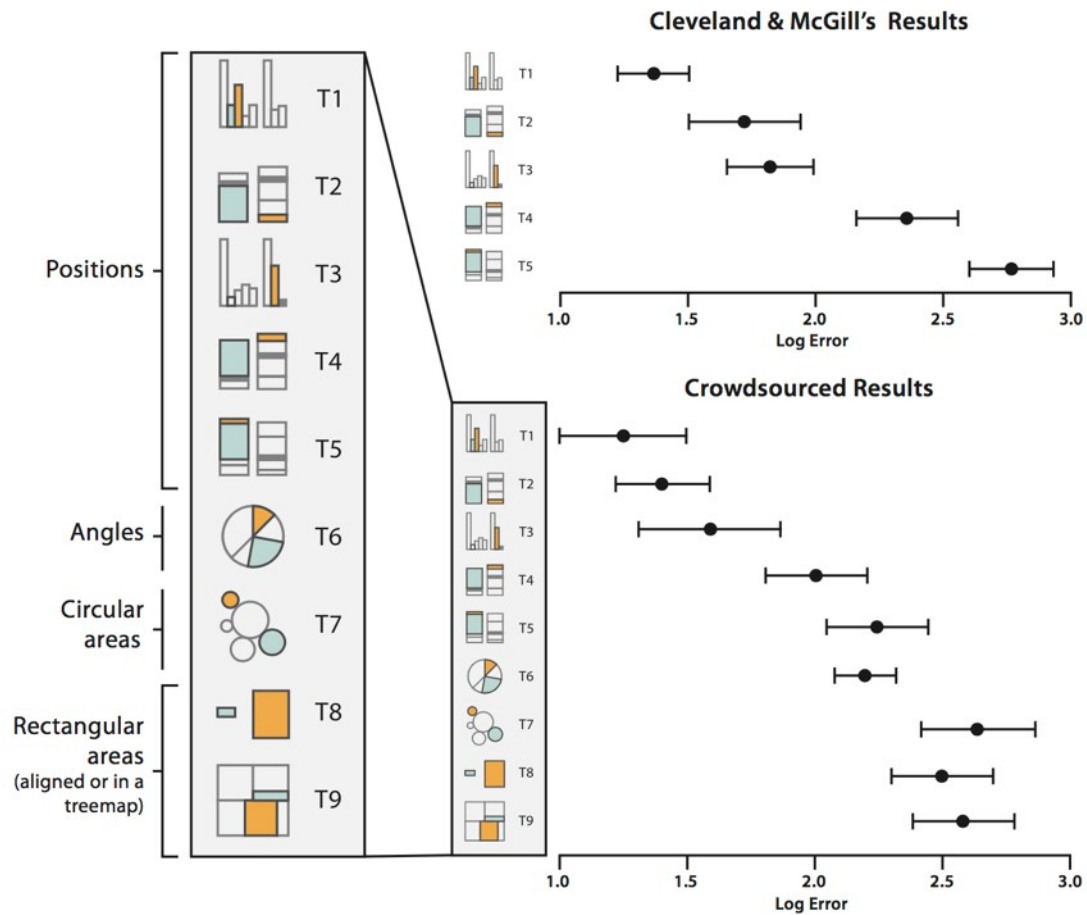 Positions
Angles
Circular
areas
Rectangular
areas
(aligned or in a
treemap)
T1
T2
T3
T4
T5
T6
T7
T8
T9
Cleveland & McGill's Results
T1
T2
T3
T4
T5
1.0 1.5 2.0 2.5 3.0
Log Error
Crowdsourced Results
T1
T2
T3
T4
T5
T6
T7
T8
T9
1.0 1.5 2.0 2.5 3.0
Log Error